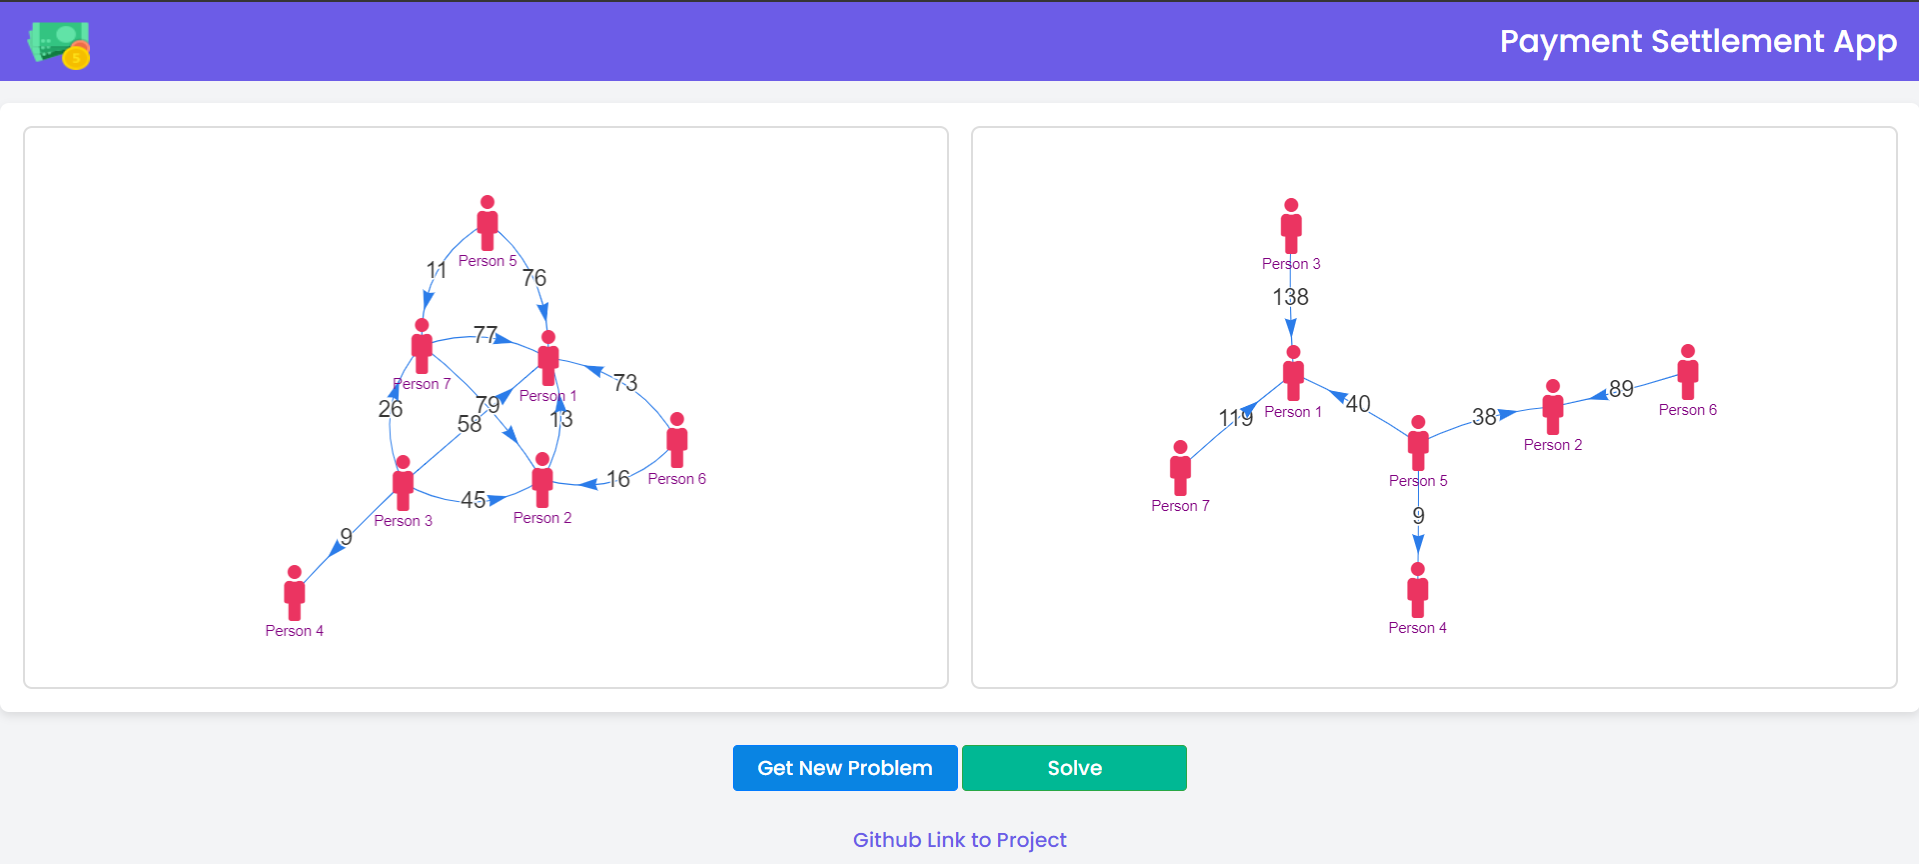 Payment Settlement App
5
Person 5
11
76
77
Person 7
Person 1
73
26
79
58
13
Person 6
16
45
Person 3
Person 2
9
Person 4
Person 3
138
Person 1
40
89
Person 6
119
38
Person 2
Person 5
Person 7
9
Person 4
Get New Problem
Solve
Github Link to Project